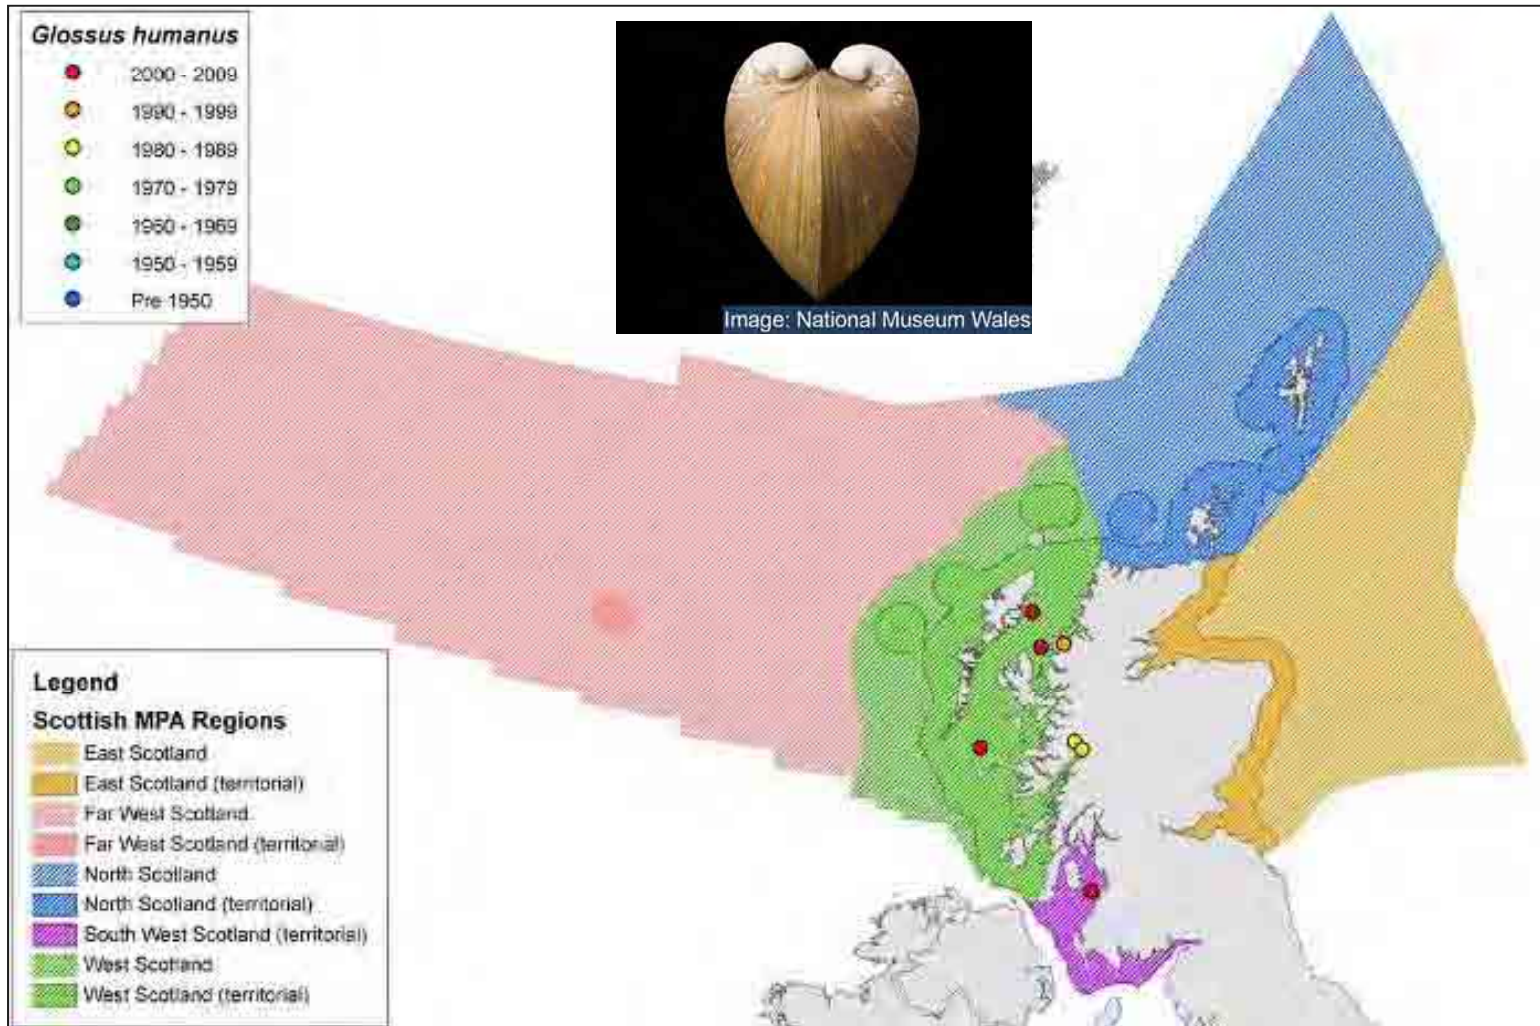 Glossus humanus
2000 - 2009
1990 - 1999
1980 - 1989
1970 - 1979
1960 - 1969
1950 - 1959
Pre 1950
Image: National Museum Wales
Legend
Scottish MPA Regions
East Scotland
East Scotland (territorial)
Far West Scotland
Far West Scotland (territorial)
North Scotland
North Scotland (territorial)
South West Scotland (territorial)
West Scotland
West Scotland (territorial)